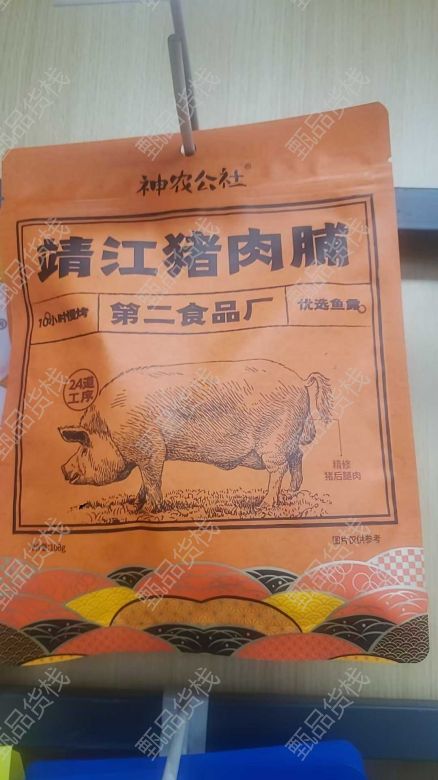 神农公社®
靖江猪肉脯
10小时慢烤
第二食品厂
优选鱼露
24道
工序
精修
猪后腿肉
图片仅供参考
甄品货栈